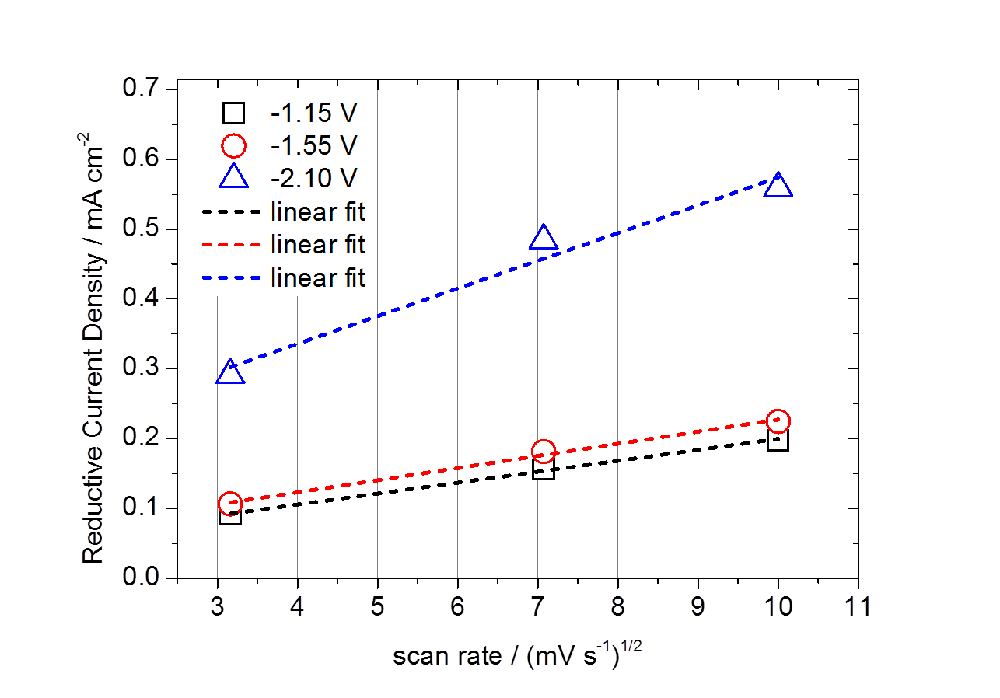 0.7
0.6
0.5
0.4
0.3
0.2
0.1
0.0
Reductive Current Density / mA cm⁻²
-1.15 V
-1.55 V
-2.10 V
linear fit
linear fit
linear fit
3 4 5 6 7 8 9 10 11
scan rate / (mV s⁻¹)¹ᐟ²